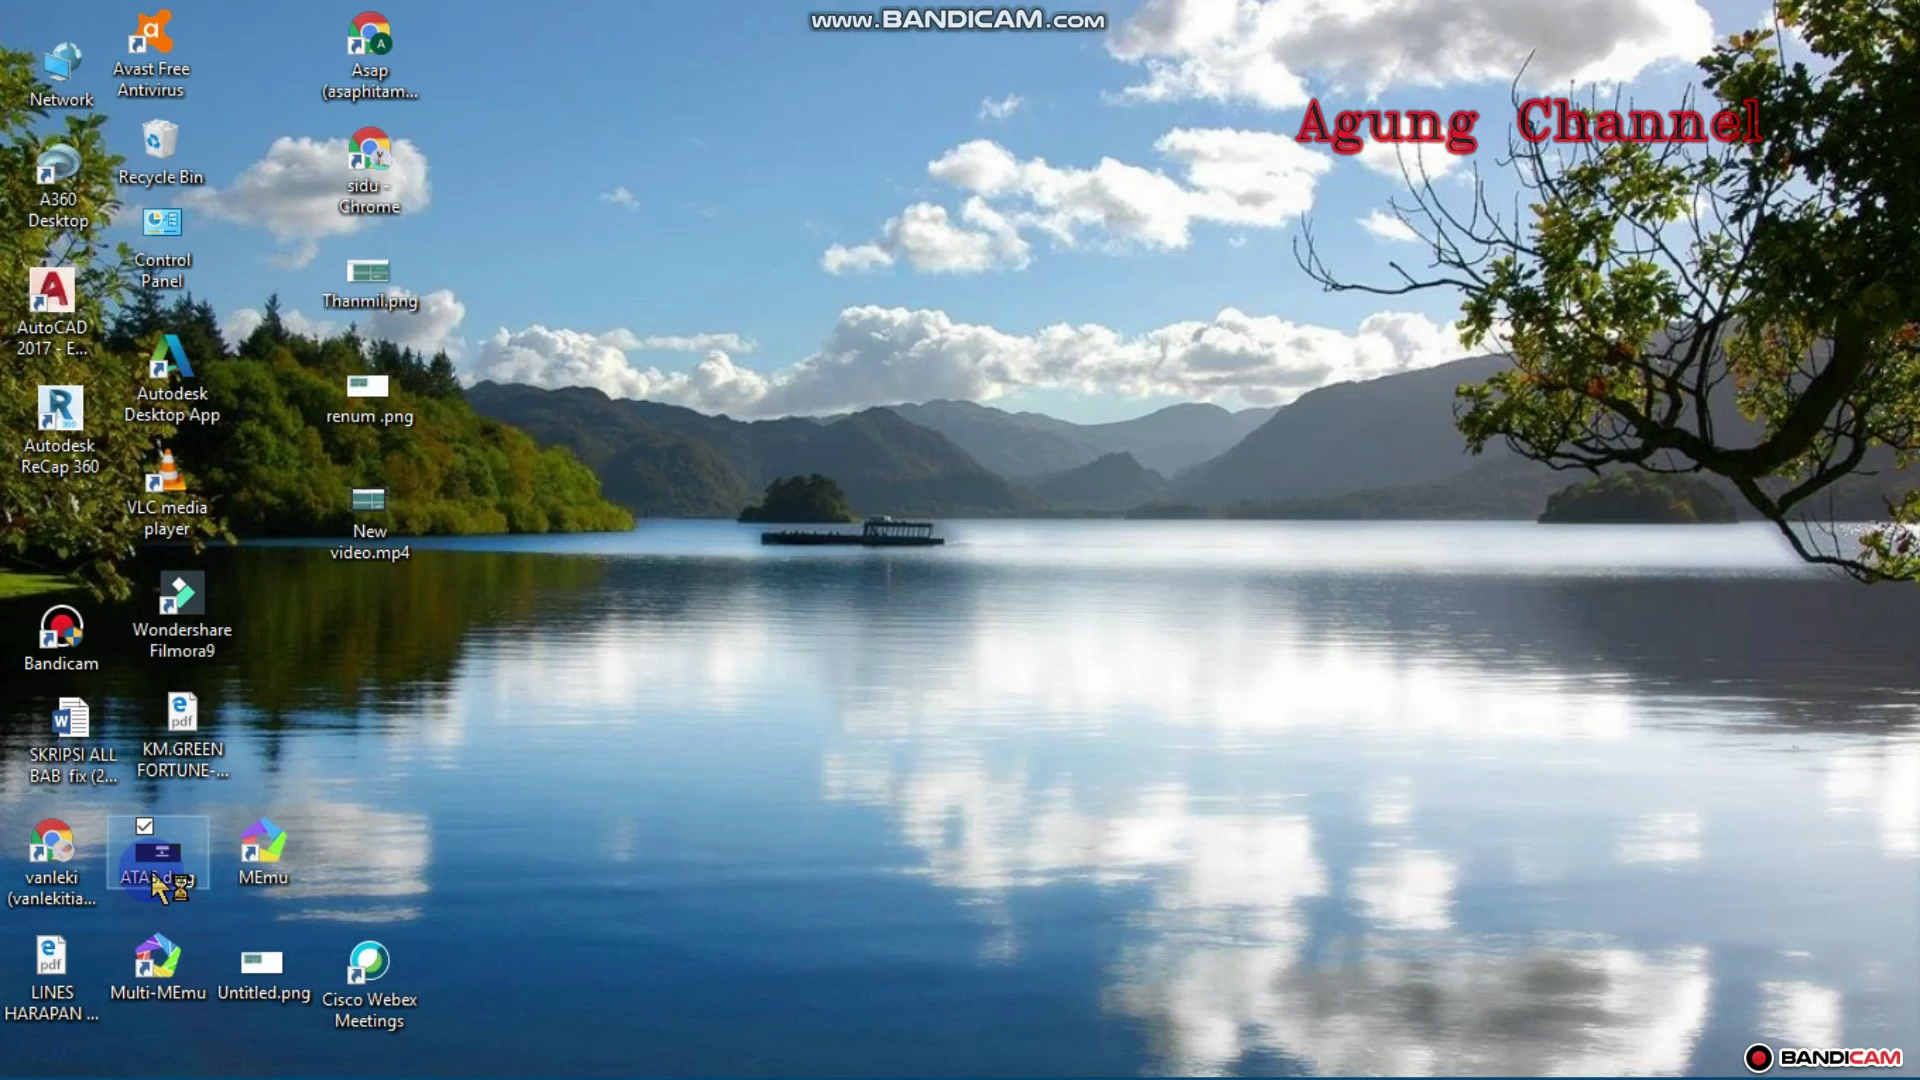 www.BANDICAM.com
Agung Channel
Network
Avast Free
Antivirus
Asap
(asaphitam...
A360
Desktop
Recycle Bin
sidu -
Chrome
Control
Panel
Thanmil.png
AutoCAD
2017 - E...
Autodesk
Desktop App
renum .png
Autodesk
ReCap 360
VLC media
player
New
video.mp4
Bandicam
Wondershare
Filmora9
SKRIPSI ALL
BAB fix (2...
pdf
KM.GREEN
FORTUNE-...
vanleki
(vanlekitia...
MEmu
pdf
LINES
HARAPAN ...
Multi-MEmu
Untitled.png
Cisco Webex
Meetings
BANDICAM